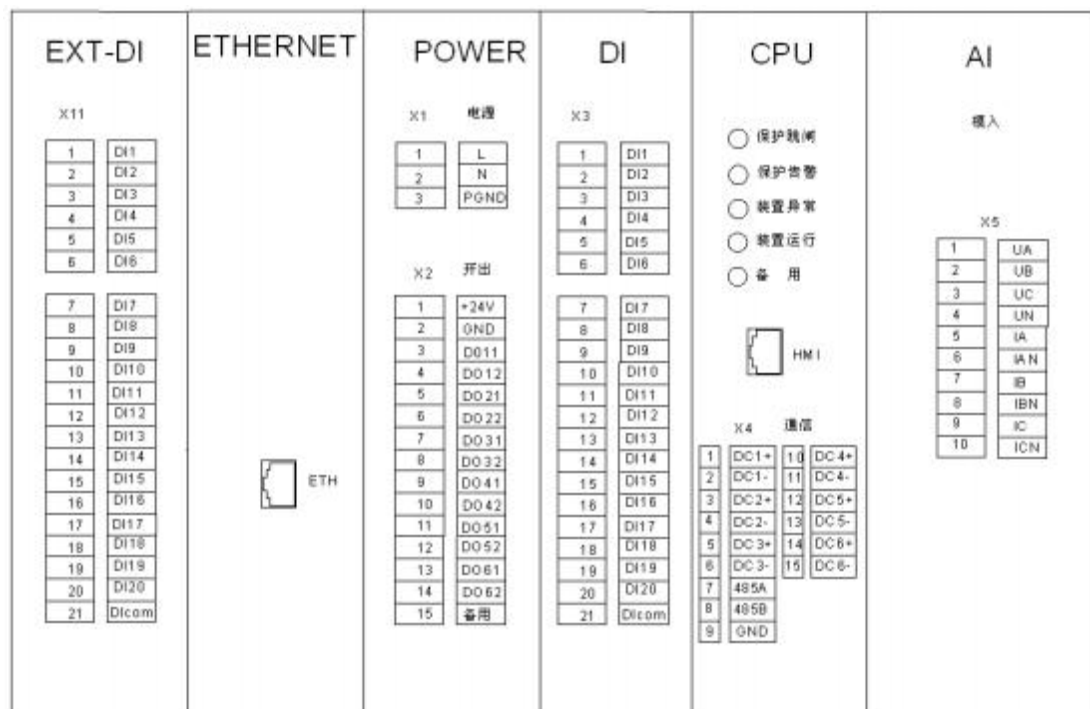 EXT-DI
X11
1 DI1
2 DI2
3 DI3
4 DI4
5 DI5
6 DI6
7 DI7
8 DI8
9 DI9
10 DI10
11 DI11
12 DI12
13 DI13
14 DI14
15 DI15
16 DI16
17 DI17
18 DI18
19 DI19
20 DI20
21 DIcom
ETHERNET
ETH
POWER
X1 电源
1 L
2 N
3 PGND
X2 开出
1 +24V
2 GND
3 DO11
4 DO12
5 DO21
6 DO22
7 DO31
8 DO32
9 DO41
10 DO42
11 DO51
12 DO52
13 DO61
14 DO62
15 备用
DI
X3
1 DI1
2 DI2
3 DI3
4 DI4
5 DI5
6 DI6
7 DI7
8 DI8
9 DI9
10 DI10
11 DI11
12 DI12
13 DI13
14 DI14
15 DI15
16 DI16
17 DI17
18 DI18
19 DI19
20 DI20
21 DIcom
CPU
保护跳闸
保护告警
装置异常
装置运行
备 用
HMI
X4 通信
1 DC1+ 10 DC4+
2 DC1- 11 DC4-
3 DC2+ 12 DC5+
4 DC2- 13 DC5-
5 DC3+ 14 DC6+
6 DC3- 15 DC6-
7 485A
8 485B
9 GND
AI
模入
X5
1 UA
2 UB
3 UC
4 UN
5 IA
6 IAN
7 IB
8 IBN
9 IC
10 ICN